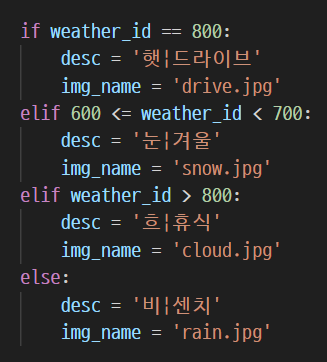 if weather_id == 800:
    desc = '햇¦드라이브'
    img_name = 'drive.jpg'
elif 600 <= weather_id < 700:
    desc = '눈¦겨울'
    img_name = 'snow.jpg'
elif weather_id > 800:
    desc = '흐¦휴식'
    img_name = 'cloud.jpg'
else:
    desc = '비¦센치'
    img_name = 'rain.jpg'